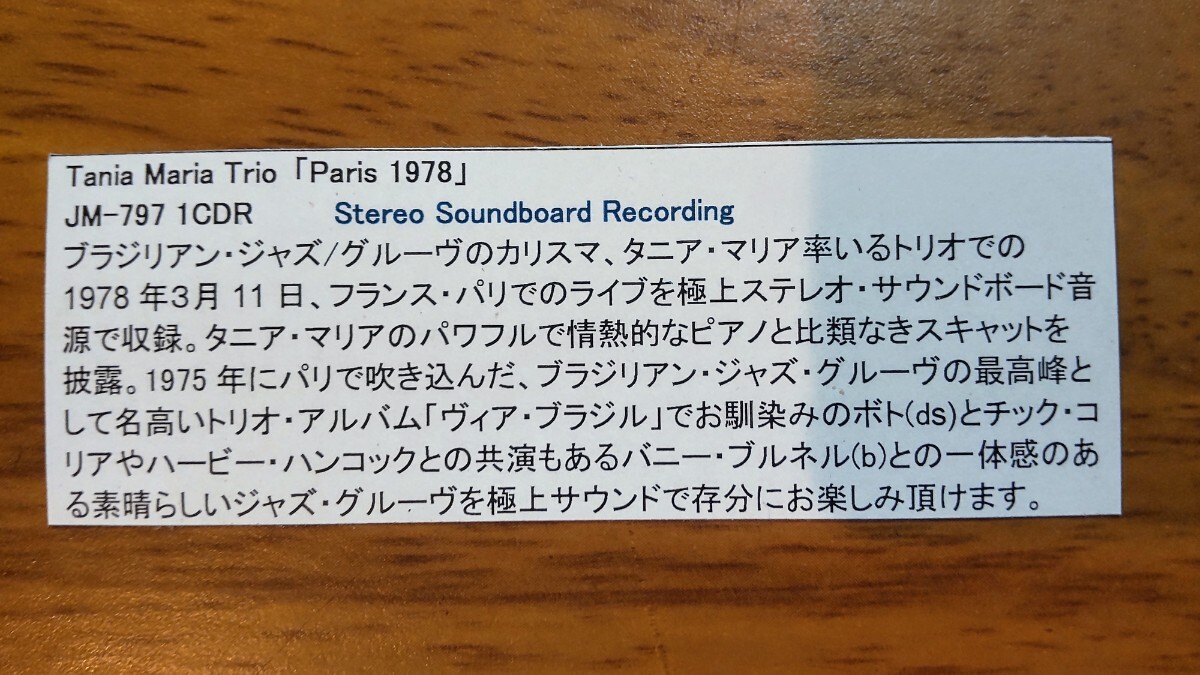 Tania Maria Trio「Paris 1978」
JM-797 1CDR Stereo Soundboard Recording
ブラジリアン・ジャズ/グルーヴのカリスマ、タニア・マリア率いるトリオでの
1978年3月11日、フランス・パリでのライブを極上ステレオ・サウンドボード音
源で収録。タニア・マリアのパワフルで情熱的なピアノと比類なきスキャットを
披露。1975年にパリで吹き込んだ、ブラジリアン・ジャズ・グルーヴの最高峰と
して名高いトリオ・アルバム「ヴィア・ブラジル」でお馴染みのボト(ds)とチック・コ
リアやハービー・ハンコックとの共演もあるバニー・ブルネル(b)との一体感のあ
る素晴らしいジャズ・グルーヴを極上サウンドで存分にお楽しみ頂けます。